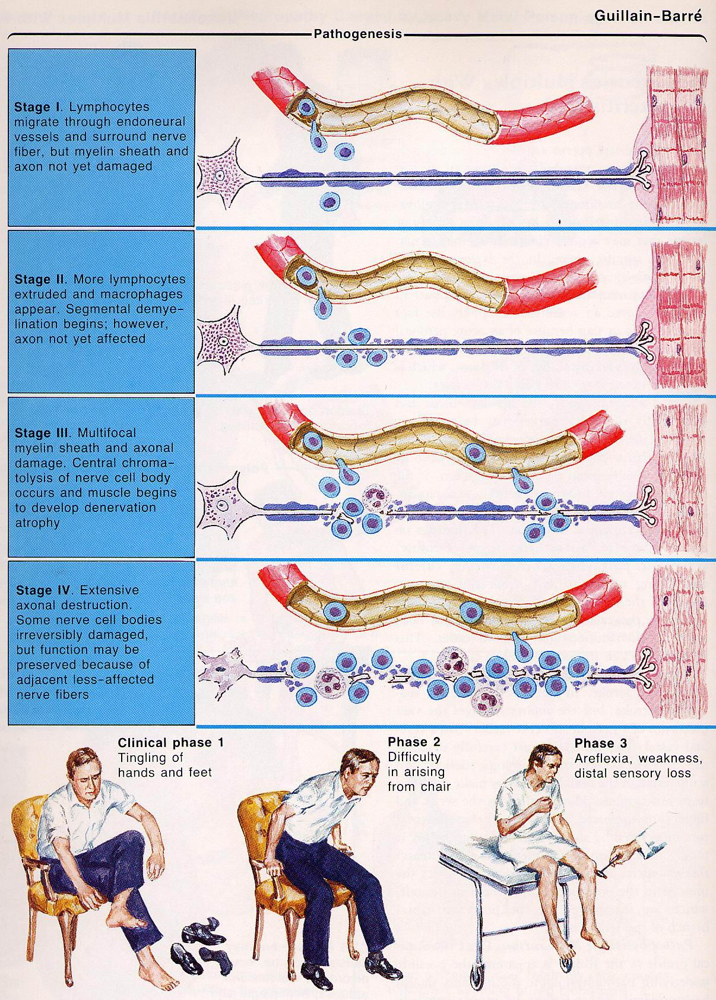 Guillain-Barré
Pathogenesis
Stage I. Lymphocytes
migrate through endoneural
vessels and surround nerve
fiber, but myelin sheath and
axon not yet damaged
Stage II. More lymphocytes
extruded and macrophages
appear. Segmental demye-
lination begins; however,
axon not yet affected
Stage III. Multifocal
myelin sheath and axonal
damage. Central chroma-
tolysis of nerve cell body
occurs and muscle begins
to develop denervation
atrophy
Stage IV. Extensive
axonal destruction.
Some nerve cell bodies
irreversibly damaged,
but function may be
preserved because of
adjacent less-affected
nerve fibers
Clinical phase 1
Tingling of
hands and feet
Phase 2
Difficulty
in arising
from chair
Phase 3
Areflexia, weakness,
distal sensory loss